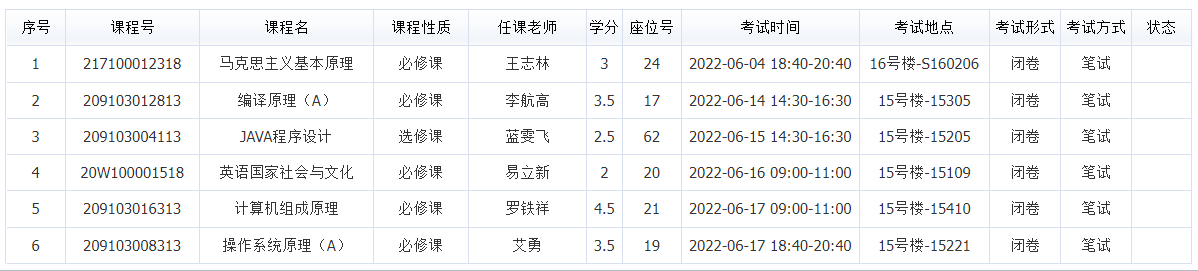 序号 课程号 课程名 课程性质 任课老师 学分 座位号 考试时间 考试地点 考试形式 考试方式 状态
1 217100012318 马克思主义基本原理 必修课 王志林 3 24 2022-06-04 18:40-20:40 16号楼-S160206 闭卷 笔试
2 209103012813 编译原理（A） 必修课 李航高 3.5 17 2022-06-14 14:30-16:30 15号楼-15305 闭卷 笔试
3 209103004113 JAVA程序设计 选修课 蓝雯飞 2.5 62 2022-06-15 14:30-16:30 15号楼-15205 闭卷 笔试
4 20W100001518 英语国家社会与文化 必修课 易立新 2 20 2022-06-16 09:00-11:00 15号楼-15109 闭卷 笔试
5 209103016313 计算机组成原理 必修课 罗铁祥 4.5 21 2022-06-17 09:00-11:00 15号楼-15410 闭卷 笔试
6 209103008313 操作系统原理（A） 必修课 艾勇 3.5 19 2022-06-17 18:40-20:40 15号楼-15221 闭卷 笔试